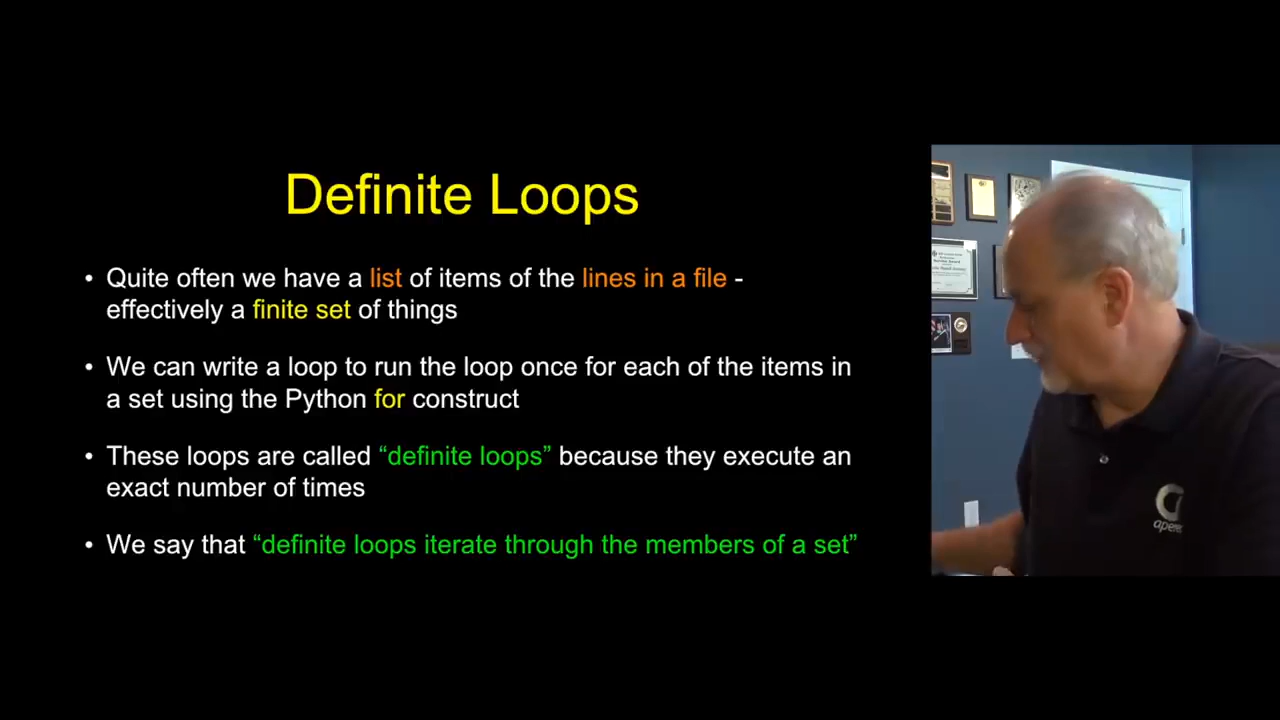 Definite Loops
• Quite often we have a list of items of the lines in a file -
effectively a finite set of things
• We can write a loop to run the loop once for each of the items in
a set using the Python for construct
• These loops are called “definite loops” because they execute an
exact number of times
• We say that “definite loops iterate through the members of a set”